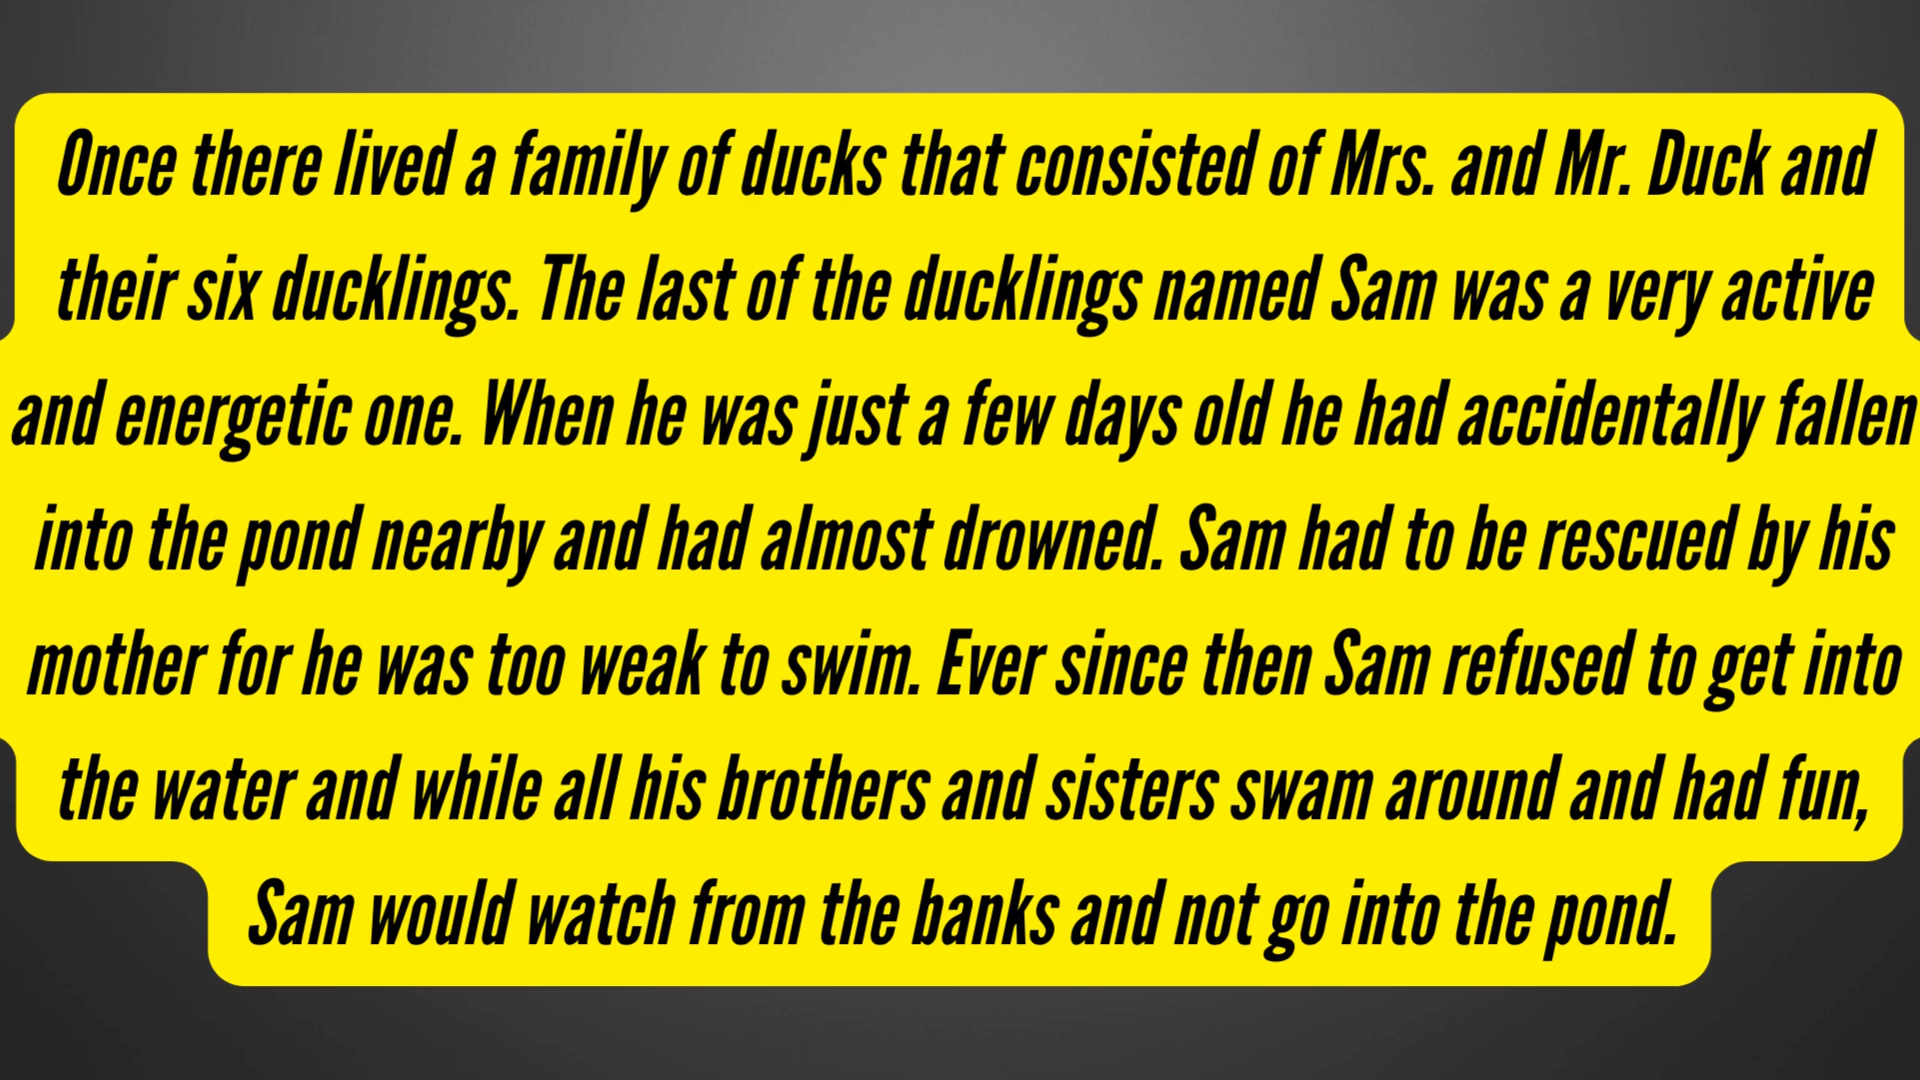 Once there lived a family of ducks that consisted of Mrs. and Mr. Duck and
their six ducklings. The last of the ducklings named Sam was a very active
and energetic one. When he was just a few days old he had accidentally fallen
into the pond nearby and had almost drowned. Sam had to be rescued by his
mother for he was too weak to swim. Ever since then Sam refused to get into
the water and while all his brothers and sisters swam around and had fun,
Sam would watch from the banks and not go into the pond.